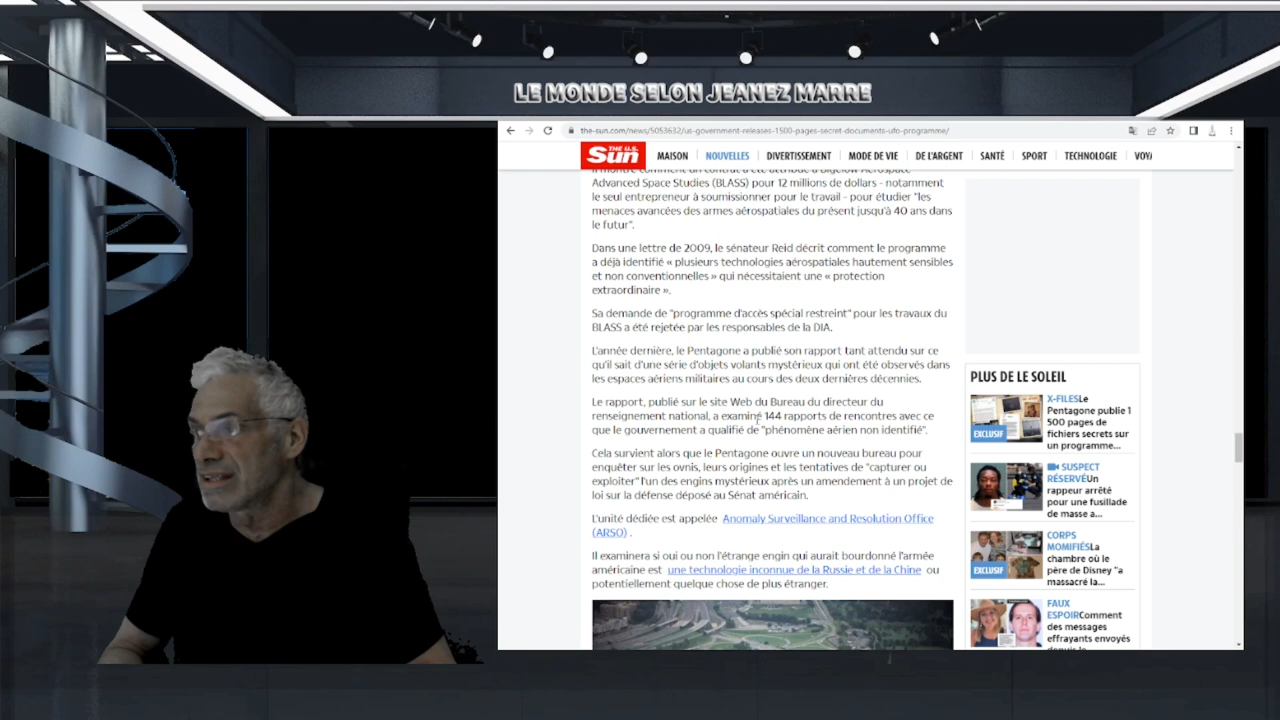 LE MONDE SELON JEANEZ MARRE
the-sun.com/news/5053632/us-government-releases-1500-pages-secret-documents-ufo-programme/
THE U.S. Sun
MAISON NOUVELLES DIVERTISSEMENT MODE DE VIE DE L'ARGENT SANTÉ SPORT TECHNOLOGIE VOYA
Il montre comment un contrat a été attribué à Bigelow Aerospace
Advanced Space Studies (BLASS) pour 12 millions de dollars - notamment
le seul entrepreneur à soumissionner pour le travail - pour étudier "les
menaces avancées des armes aérospatiales du présent jusqu'à 40 ans dans
le futur".
Dans une lettre de 2009, le sénateur Reid décrit comment le programme
a déjà identifié « plusieurs technologies aérospatiales hautement sensibles
et non conventionnelles » qui nécessitaient une « protection
extraordinaire ».
Sa demande de "programme d'accès spécial restreint" pour les travaux du
BLASS a été rejetée par les responsables de la DIA.
L'année dernière, le Pentagone a publié son rapport tant attendu sur ce
qu'il sait d'une série d'objets volants mystérieux qui ont été observés dans
les espaces aériens militaires au cours des deux dernières décennies.
Le rapport, publié sur le site Web du Bureau du directeur du
renseignement national, a examiné 144 rapports de rencontres avec ce
que le gouvernement a qualifié de "phénomène aérien non identifié".
Cela survient alors que le Pentagone ouvre un nouveau bureau pour
enquêter sur les ovnis, leurs origines et les tentatives de "capturer ou
exploiter" l'un des engins mystérieux après un amendement à un projet de
loi sur la défense déposé au Sénat américain.
L'unité dédiée est appelée Anomaly Surveillance and Resolution Office
(ARSO) .
Il examinera si oui ou non l'étrange engin qui aurait bourdonné l'armée
américaine est une technologie inconnue de la Russie et de la Chine ou
potentiellement quelque chose de plus étranger.
PLUS DE LE SOLEIL
X-FILESLe
Pentagone publie 1
500 pages de
fichiers secrets sur
un programme...
EXCLUSIF
SUSPECT
RÉSERVÉUn
rappeur arrêté
pour une fusillade
de masse a...
CORPS
MOMIFIÉSLa
chambre où le
père de Disney "a
massacré la...
EXCLUSIF
FAUX
ESPOIRComment
des messages
effrayants envoyés